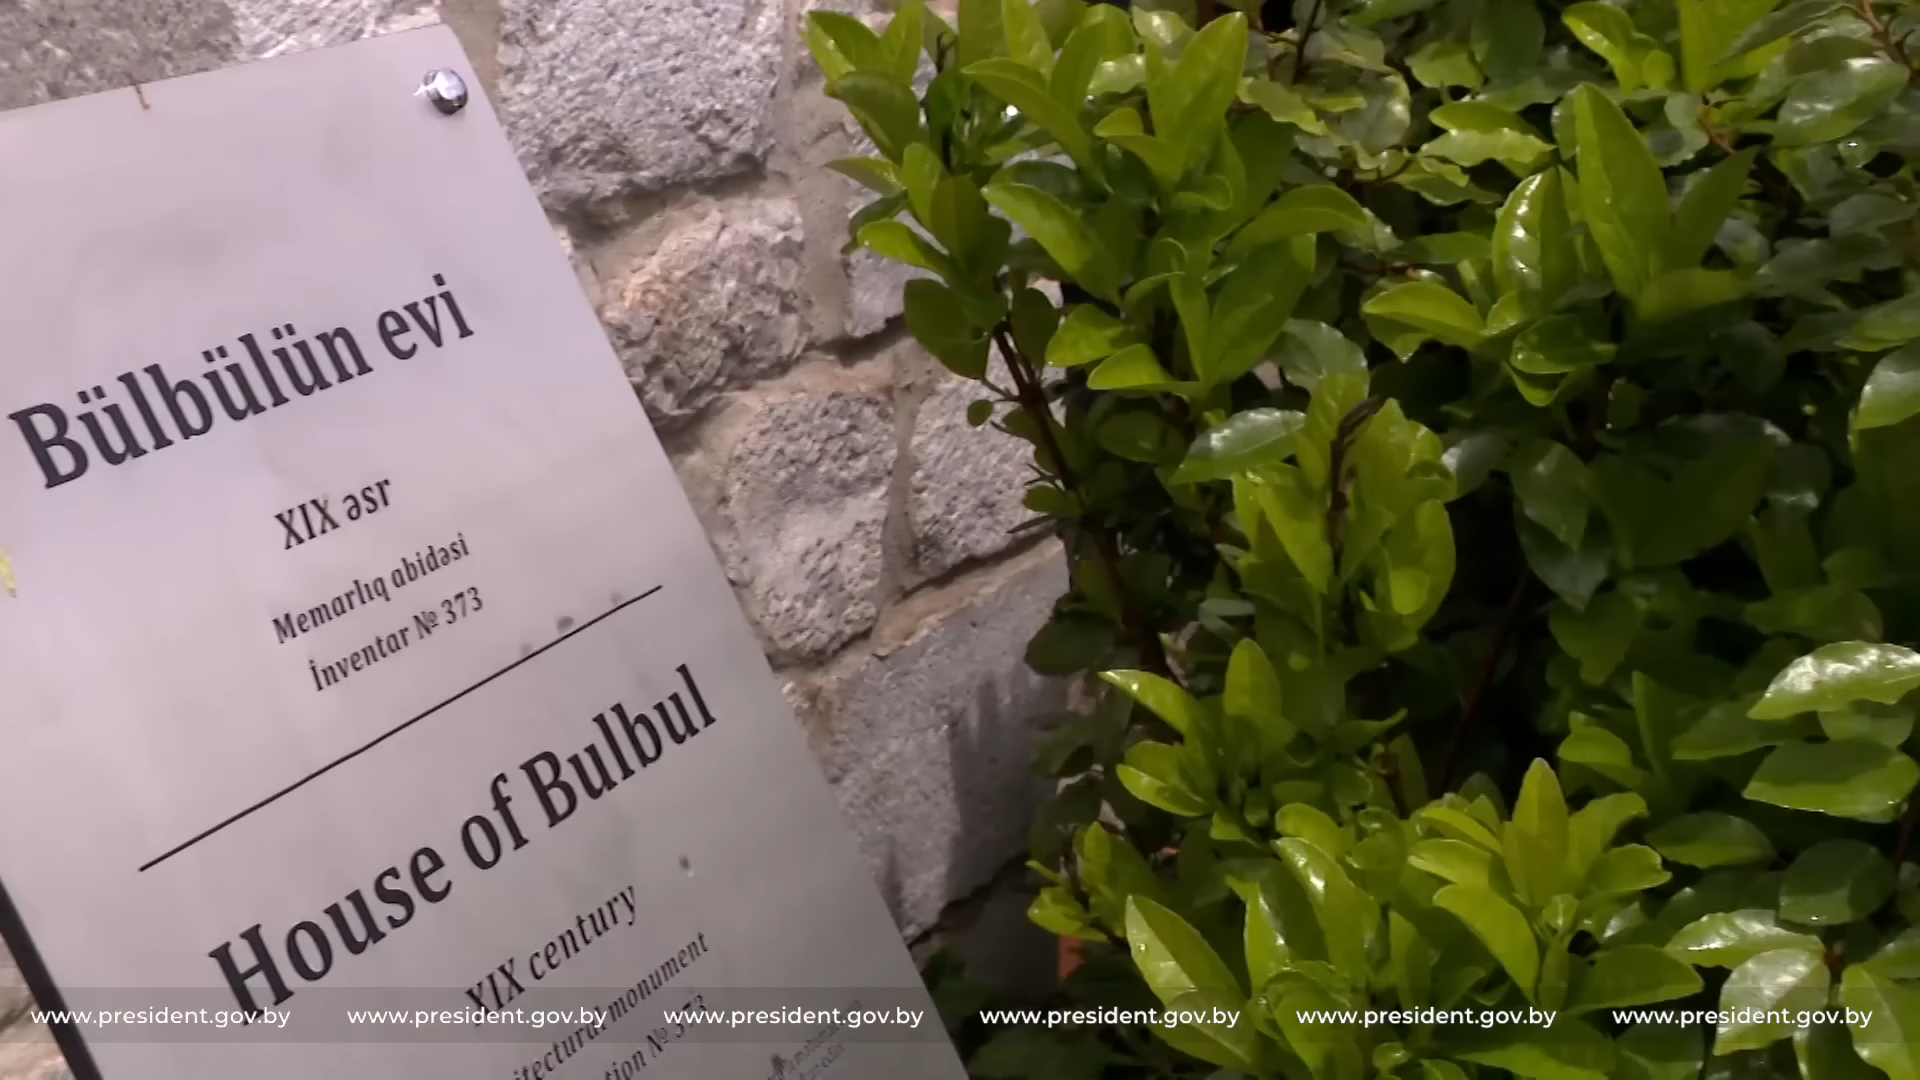 Bülbülün evi
XIX əsr
Memarlıq abidəsi
İnventar № 373
House of Bulbul
XIX century
monument
№ 373
www.president.gov.by www.president.gov.by www.president.gov.by www.president.gov.by www.president.gov.by www.president.gov.by